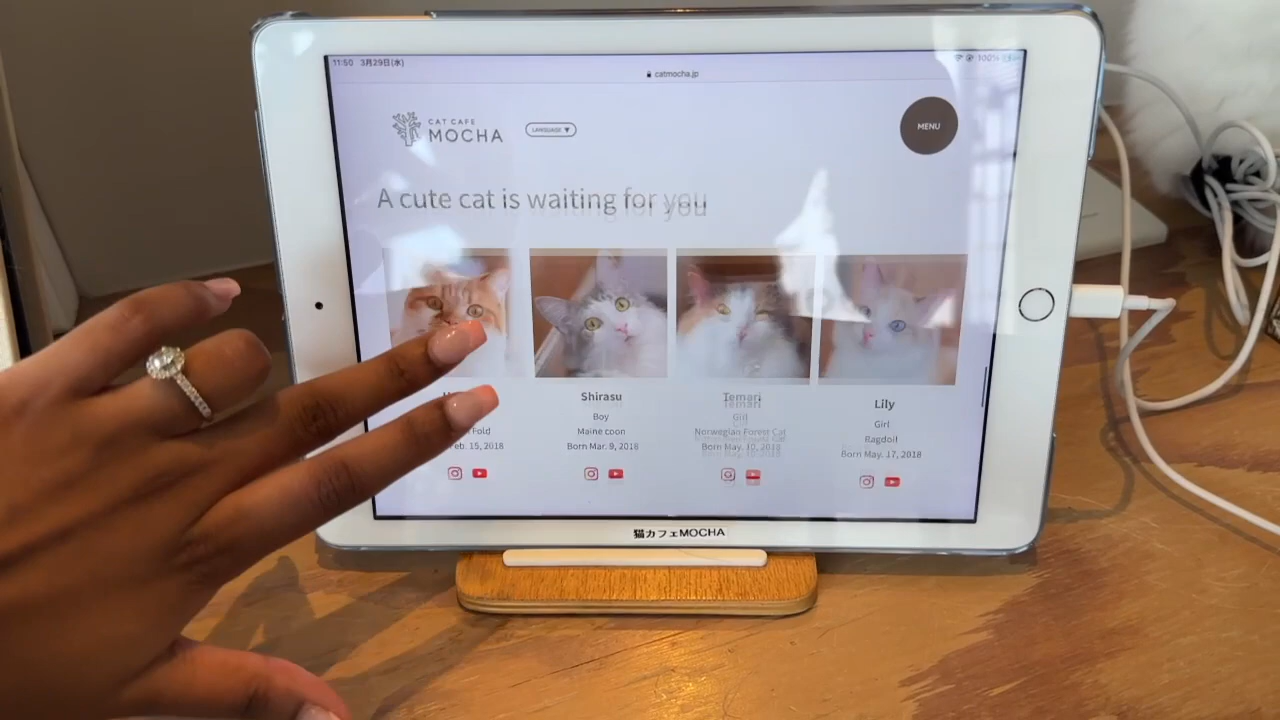 11:50 3月29日(水)
100%
catmocha.jp
CAT CAFE
MOCHA
LANGUAGE
MENU
A cute cat is waiting for you
Shirasu
Boy
Maine coon
Born Mar. 9, 2018
Temari
Girl
Norwegian Forest Cat
Born May. 10, 2018
Lily
Girl
Ragdoll
Born May. 17, 2018
Fold
eb. 15, 2018
猫カフェMOCHA